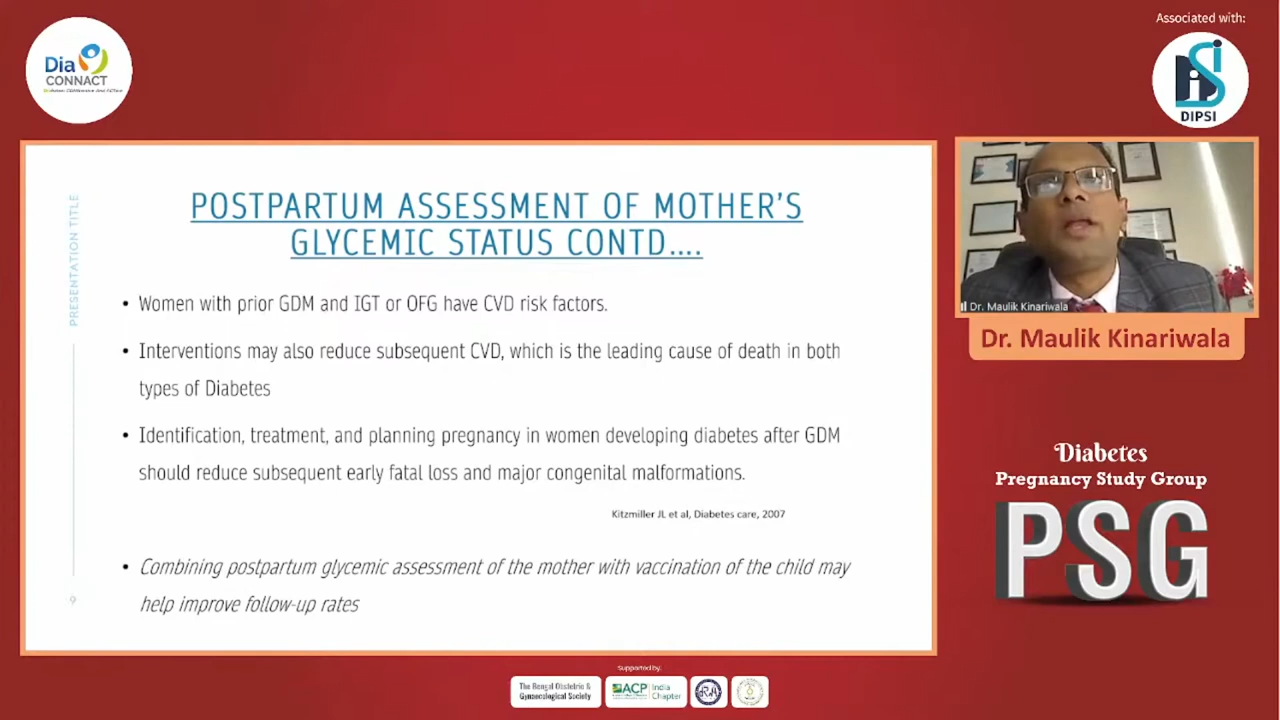 Associated with:
Dia
CONNACT
DIPSI
PRESENTATION TITLE
POSTPARTUM ASSESSMENT OF MOTHER'S
GLYCEMIC STATUS CONTD....
• Women with prior GDM and IGT or OFG have CVD risk factors.
• Interventions may also reduce subsequent CVD, which is the leading cause of death in both
types of Diabetes
• Identification, treatment, and planning pregnancy in women developing diabetes after GDM
should reduce subsequent early fatal loss and major congenital malformations.
Kitzmiller JL et al, Diabetes care, 2007
• Combining postpartum glycemic assessment of the mother with vaccination of the child may
help improve follow-up rates
9
Dr. Maulik Kinariwala
Dr. Maulik Kinariwala
Diabetes
Pregnancy Study Group
PSG
Supported by:
The Bengal Obstetric &
Gynaecological Society
ACP India
Chapter